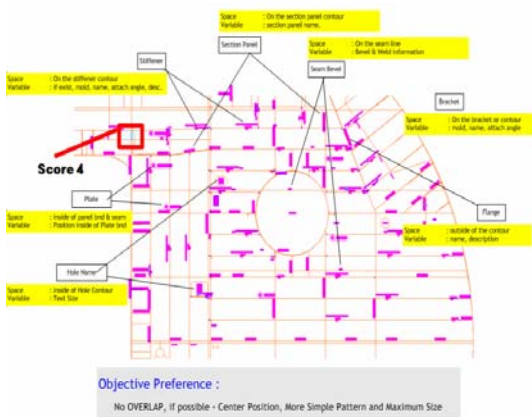 Space : On the section panel contour
Variable : section panel name.
Section Panel
Space : On the seam line
Variable : Bevel & Weld Information
Seam Bevel
Stiffener
Space : On the stiffener contour
Variable : if exist, mold, name, attach angle, desc.
Bracket
Space : On the bracket or contour
Variable : mold, name, attach angle
Score 4
Plate
Space : inside of panel bnd & seam
Variable : Position inside of Plate bnd
Flange
Space : outside of the contour
Variable : name, description
Hole Name
Space : inside of Hole Contour
Variable : Text Size
Objective Preference :
No OVERLAP, if possible - Center Position, More Simple Pattern and Maximum Size